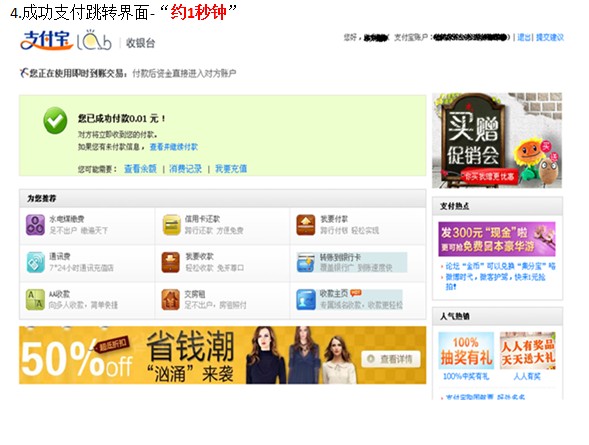 4.成功支付跳转界面-“约1秒钟”
支付宝 Lab | 收银台
您好， 支付宝账户： | 退出| 提交建议
您正在使用即时到账交易：付款后资金直接进入对方账户
您已成功付款0.01 元！
对方将立即收到您的付款。
如果您有未付款信息，查看并继续付款
您可能需要： 查看余额 | 消费记录 | 我要充值
为您推荐
水电煤缴费
足不出户 缴遍天下
信用卡还款
跨行还款 方便免费
我要付款
跨行付款 轻松实现
通讯费
7*24小时通讯充值店
我要收款
轻松收款 免开尊口
转账到银行卡
覆盖银行广 到账速度快
AA收款
向多人收款，简单快捷
交房租
足不出户，房租照付
收款主页
专属域名收款，收款更轻松
50%off
超值折扣
省钱潮
“汹涌”来袭
查看详情
买赠
促销会
买 送
你买我赠更优惠
支付热点
发300元“现金”啦
更可抢免费日本豪华游
论坛“金币”可以兑换“集分宝”咯
微博时代，微客护驾，快来1元抢拍！
人气热销
100%
抽奖有礼
100%中奖有礼
人人有奖品
天天送大礼
人人有奖